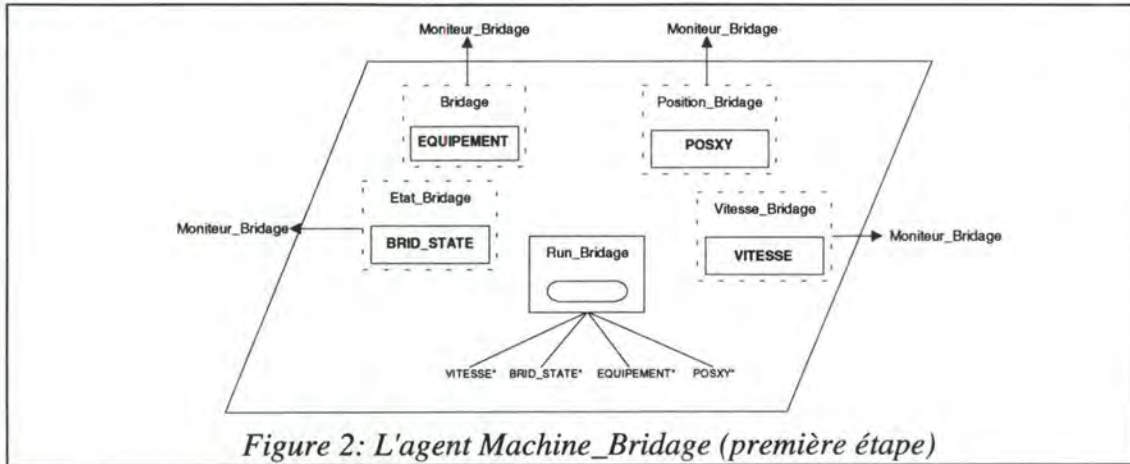 Moniteur_Bridage Moniteur_Bridage
Bridage Position_Bridage
EQUIPEMENT POSXY
Etat_Bridage Vitesse_Bridage
Moniteur_Bridage BRID_STATE Run_Bridage VITESSE Moniteur_Bridage
VITESSE* BRID_STATE* EQUIPEMENT* POSXY*
Figure 2: L'agent Machine_Bridage (première étape)